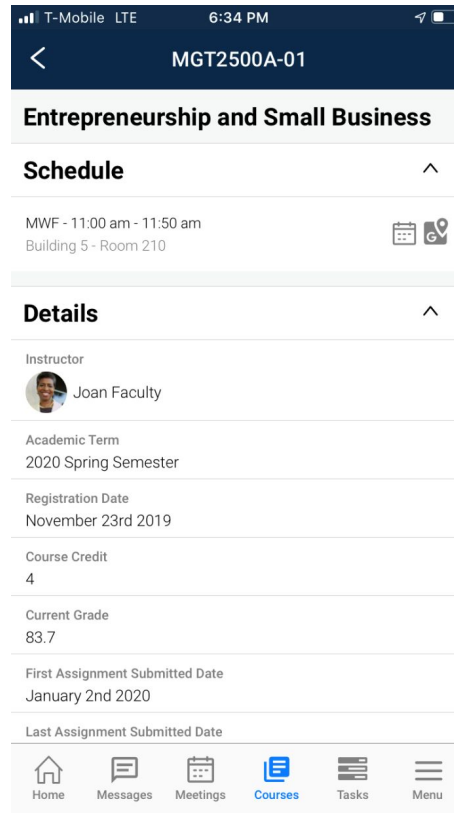 T-Mobile LTE 6:34 PM
MGT2500A-01
Entrepreneurship and Small Business
Schedule
MWF - 11:00 am - 11:50 am
Building 5 - Room 210
G
Details
Instructor
Joan Faculty
Academic Term
2020 Spring Semester
Registration Date
November 23rd 2019
Course Credit
4
Current Grade
83.7
First Assignment Submitted Date
January 2nd 2020
Last Assignment Submitted Date
Home Messages Meetings Courses Tasks Menu